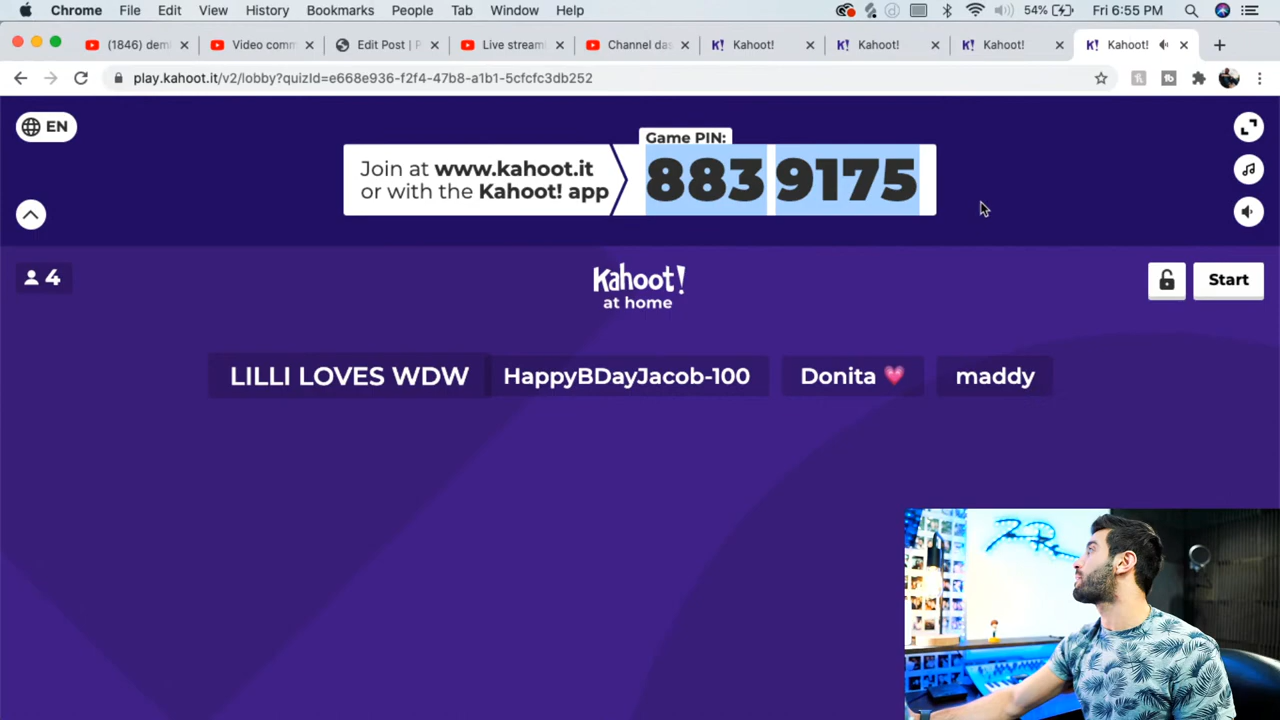 Chrome File Edit View History Bookmarks People Tab Window Help 54% Fri 6:55 PM
(1846) demi Video comm Edit Post | P Live stream Channel das Kahoot! Kahoot! Kahoot! Kahoot!
play.kahoot.it/v2/lobby?quizId=e668e936-f2f4-47b8-a1b1-5cfcfc3db252
EN
Game PIN:
Join at www.kahoot.it
or with the Kahoot! app
883 9175
4
Kahoot!
at home
Start
LILLI LOVES WDW HappyBDayJacob-100 Donita 💗 maddy